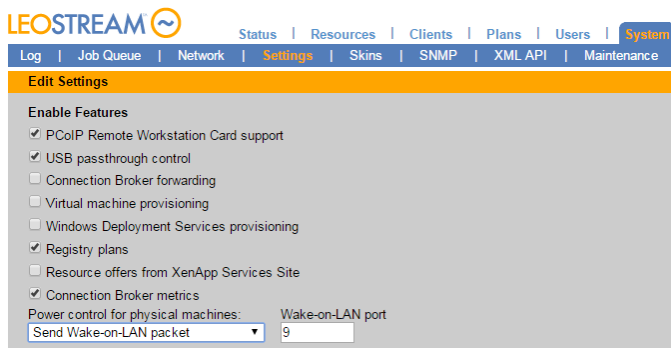 LEOSTREAM
Status | Resources | Clients | Plans | Users | System
Log | Job Queue | Network | Settings | Skins | SNMP | XML API | Maintenance
Edit Settings
Enable Features
PCoIP Remote Workstation Card support
USB passthrough control
Connection Broker forwarding
Virtual machine provisioning
Windows Deployment Services provisioning
Registry plans
Resource offers from XenApp Services Site
Connection Broker metrics
Power control for physical machines: Wake-on-LAN port
Send Wake-on-LAN packet 9